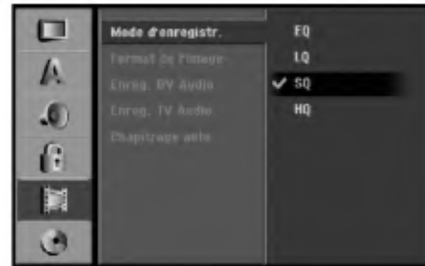 Mode d'enregistr.
Format de l'image
Enreg. DV Audio
Enreg. TV Audio
Chapitrage auto
EQ
LQ
SQ
HQ